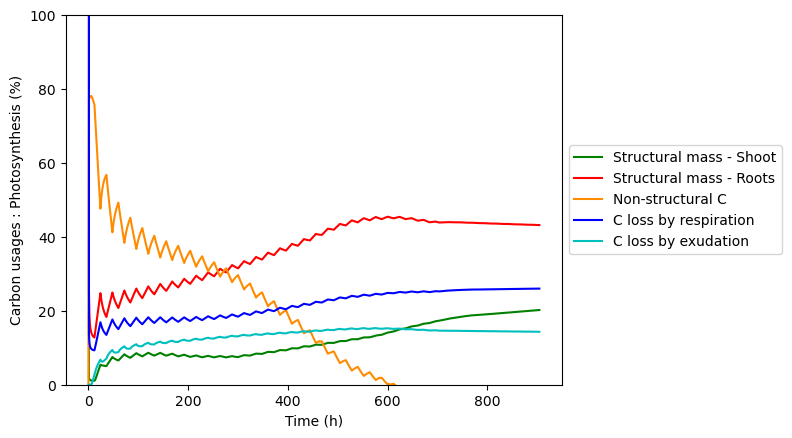 Carbon usages : Photosynthesis (%)
100
80
60
40
20
0
0 200 400 600 800
Time (h)
Structural mass - Shoot
Structural mass - Roots
Non-structural C
C loss by respiration
C loss by exudation